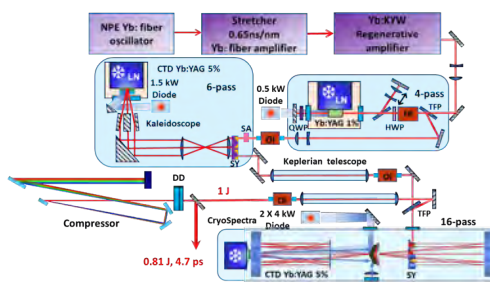 NPE Yb: fiber
oscillator
Stretcher
0.65ns/nm
Yb: fiber amplifier
Yb:KYW
Regenerative
amplifier
CTD Yb:YAG 5%
6-pass
LN
1.5 kW
Diode
Kaleidoscope
SA
OI
SY
0.5 kW
Diode
QWP
LN
Yb:YAG 1%
4-pass
TFP
HWP
Keplerian telescope
OI
DD
1 J
Compressor
0.81 J, 4.7 ps
CryoSpectra
2 X 4 kW
Diode
TFP
16-pass
CTD Yb:YAG 5%
SY